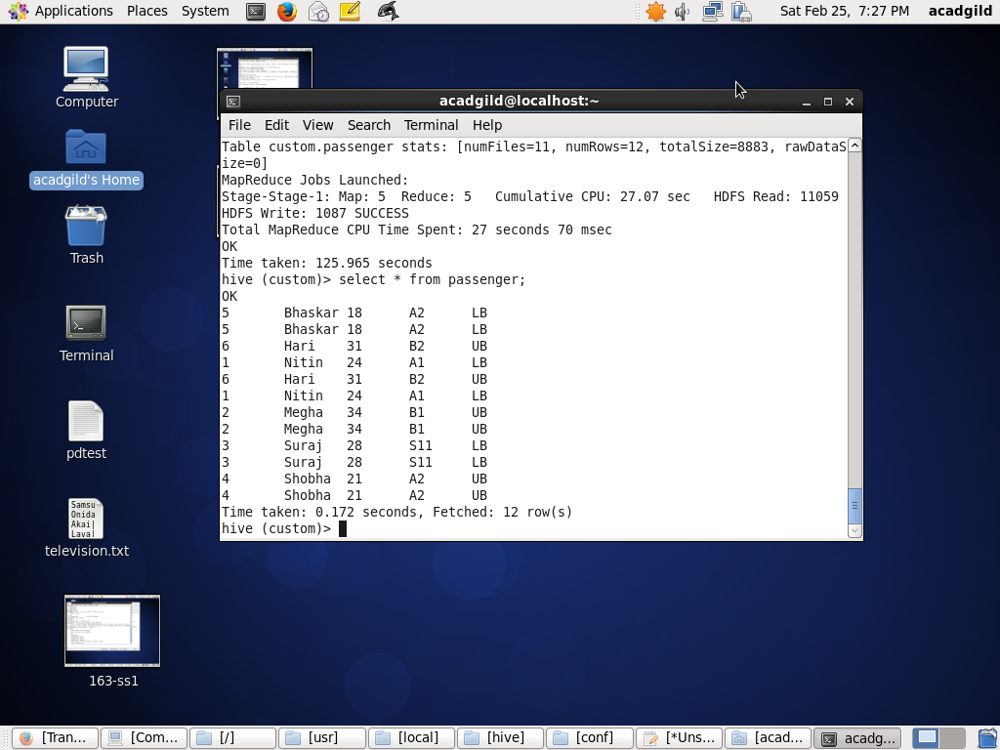 Applications Places System Sat Feb 25, 7:27 PM acadgild
Computer
acadgild's Home
Trash
Terminal
pdtest
Samsu
Onida
Akai|
Lava|
television.txt
163-ss1
acadgild@localhost:~
File Edit View Search Terminal Help
Table custom.passenger stats: [numFiles=11, numRows=12, totalSize=8883, rawDataS
ize=0]
MapReduce Jobs Launched:
Stage-Stage-1: Map: 5 Reduce: 5 Cumulative CPU: 27.07 sec HDFS Read: 11059
HDFS Write: 1087 SUCCESS
Total MapReduce CPU Time Spent: 27 seconds 70 msec
OK
Time taken: 125.965 seconds
hive (custom)> select * from passenger;
OK
5 Bhaskar 18 A2 LB
5 Bhaskar 18 A2 LB
6 Hari 31 B2 UB
1 Nitin 24 A1 LB
6 Hari 31 B2 UB
1 Nitin 24 A1 LB
2 Megha 34 B1 UB
2 Megha 34 B1 UB
3 Suraj 28 S11 LB
3 Suraj 28 S11 LB
4 Shobha 21 A2 UB
4 Shobha 21 A2 UB
Time taken: 0.172 seconds, Fetched: 12 row(s)
hive (custom)>
[Tran... [Com... [/] [usr] [local] [hive] [conf] [*Uns... [acad... acadg...